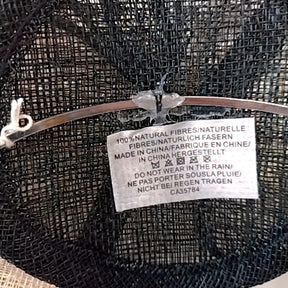 100% NATURAL FIBRES/NATURELLE
FIBRES/NATURLICH FASERN
MADE IN CHINA/FABRIQUE EN CHINE/
IN CHINA HERGESTELLT
DO NOT WEAR IN THE RAIN/
NE PAS PORTER SOUSLA PLUIE/
NICHT BEI REGEN TRAGEN
CA35784